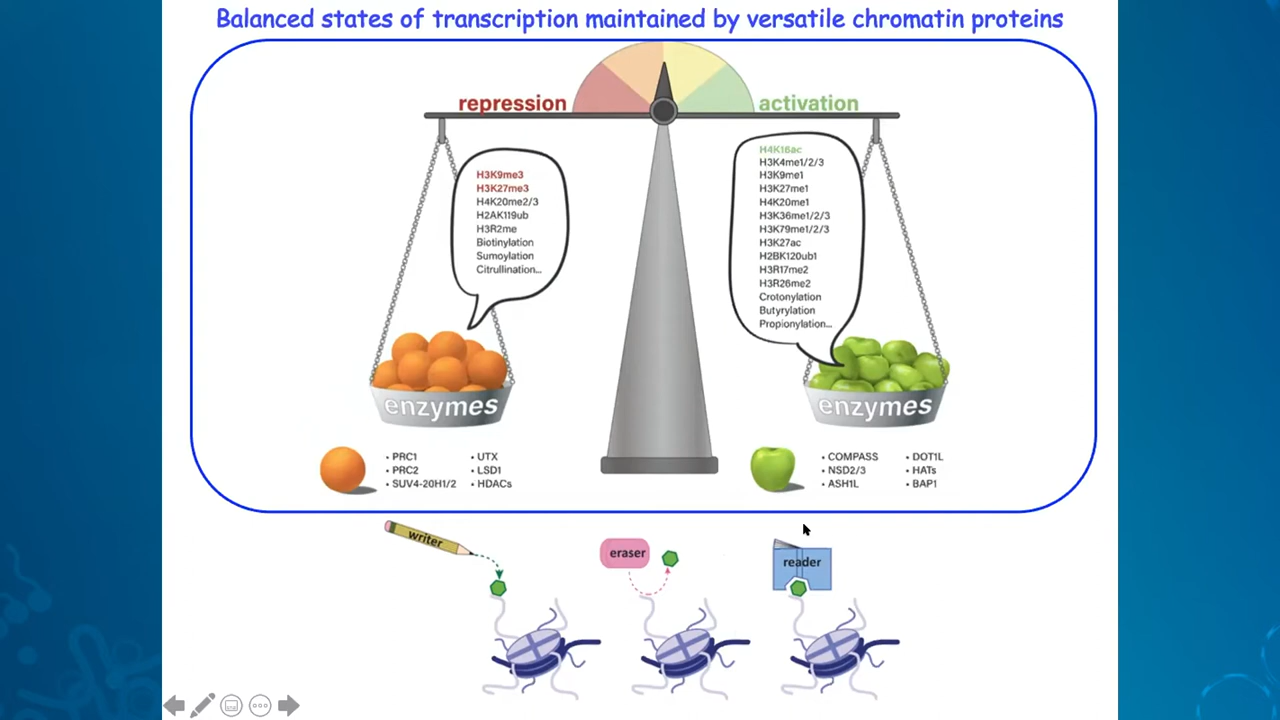 Balanced states of transcription maintained by versatile chromatin proteins
repression
activation
H3K9me3
H3K27me3
H4K20me2/3
H2AK119ub
H3R2me
Biotinylation
Sumoylation
Citrullination...
H4K16ac
H3K4me1/2/3
H3K9me1
H3K27me1
H4K20me1
H3K36me1/2/3
H3K79me1/2/3
H3K27ac
H2BK120ub1
H3R17me2
H3R26me2
Crotonylation
Butyrylation
Propionylation...
enzymes
enzymes
• PRC1
• PRC2
• SUV4-20H1/2
• UTX
• LSD1
• HDACs
• COMPASS
• NSD2/3
• ASH1L
• DOT1L
• HATs
• BAP1
writer
eraser
reader